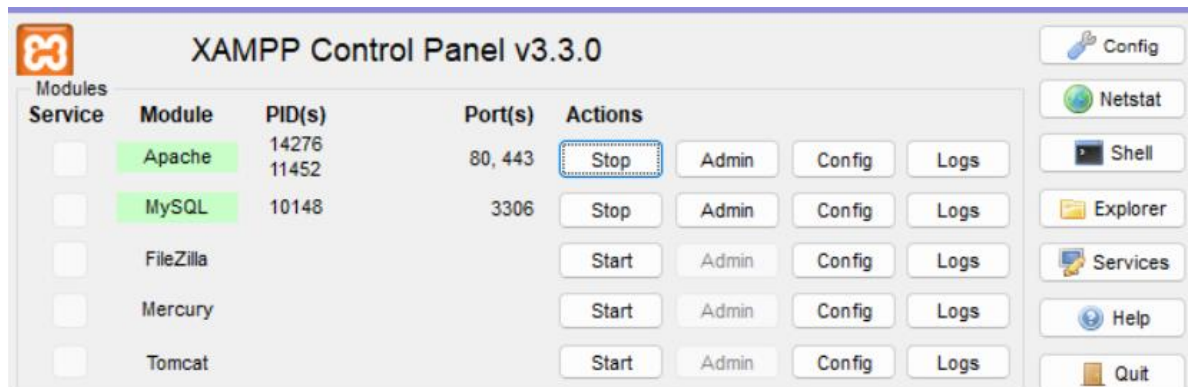 XAMPP Control Panel v3.3.0
Config
Modules
Netstat
Service Module PID(s) Port(s) Actions
Apache 14276 11452 80, 443 Stop Admin Config Logs
Shell
MySQL 10148 3306 Stop Admin Config Logs
Explorer
FileZilla Start Admin Config Logs
Services
Mercury Start Admin Config Logs
Help
Tomcat Start Admin Config Logs
Quit